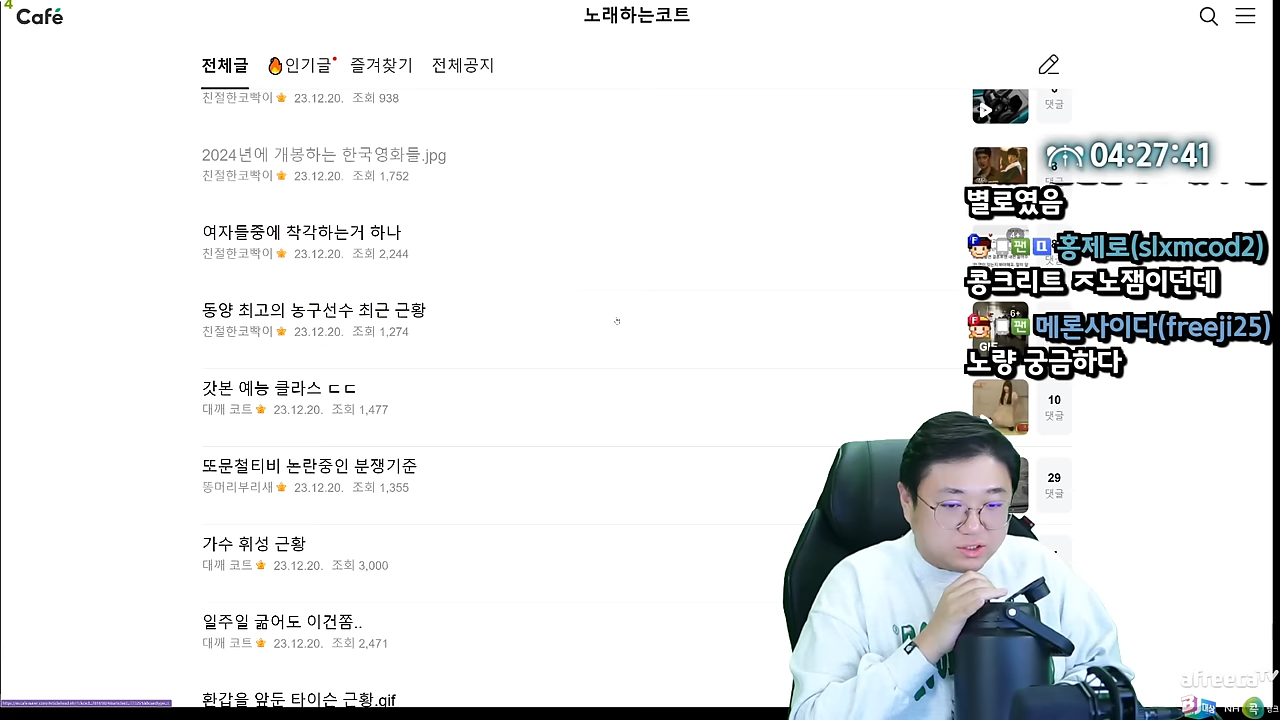 4
Café
노래하는코트
전체글 🔥인기글 즐겨찾기 전체공지
친절한코빡이 23.12.20. 조회 938
댓글
2024년에 개봉하는 한국영화들.jpg
친절한코빡이 23.12.20. 조회 1,752
04:27:41
별로였음
여자들중에 착각하는거 하나
친절한코빡이 23.12.20. 조회 2,244
4+
홍제로(slxmcod2)
콩크리트 ㅈ노잼이던데
동양 최고의 농구선수 최근 근황
친절한코빡이 23.12.20. 조회 1,274
6+
팬
메론사이다(freeji25)
노량 궁금하다
갓본 예능 클라스 ㄷㄷ
대깨 코트 23.12.20. 조회 1,477
10
댓글
또문철티비 논란중인 분쟁기준
뚱머리부리새 23.12.20. 조회 1,355
29
댓글
가수 휘성 근황
대깨 코트 23.12.20. 조회 3,000
일주일 굶어도 이건쫌..
대깨 코트 23.12.20. 조회 2,471
환갑을 앞둔 타이슨 근황.gif
afreecaTV